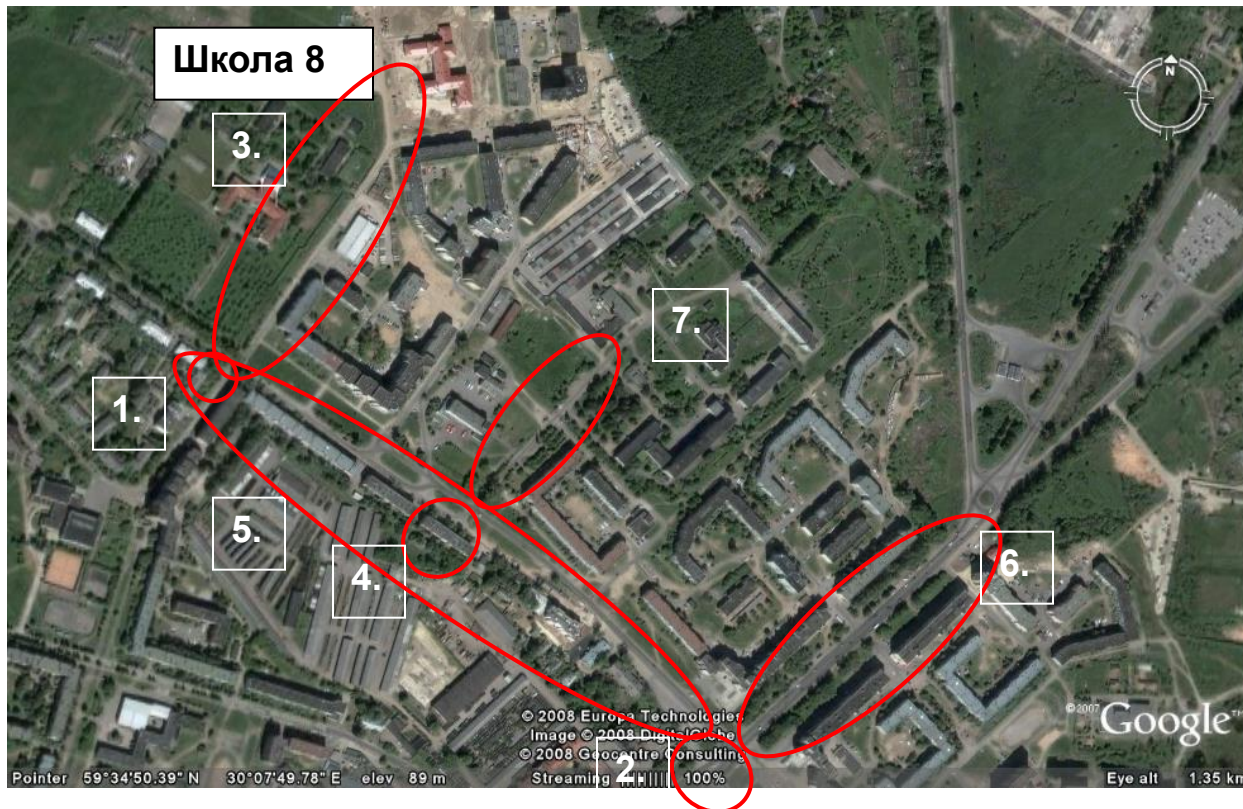 Школа 8
N
3.
7.
1.
5.
4.
6.
© 2008 Europa Technologies
Image © 2008 DigitalGlobe
© 2008 Geocentre Consulting
2.
© 2007 Google™
Pointer 59°34'50.39" N 30°07'49.78" E elev 89 m Streaming ||||||||| 100% Eye alt 1.35 km